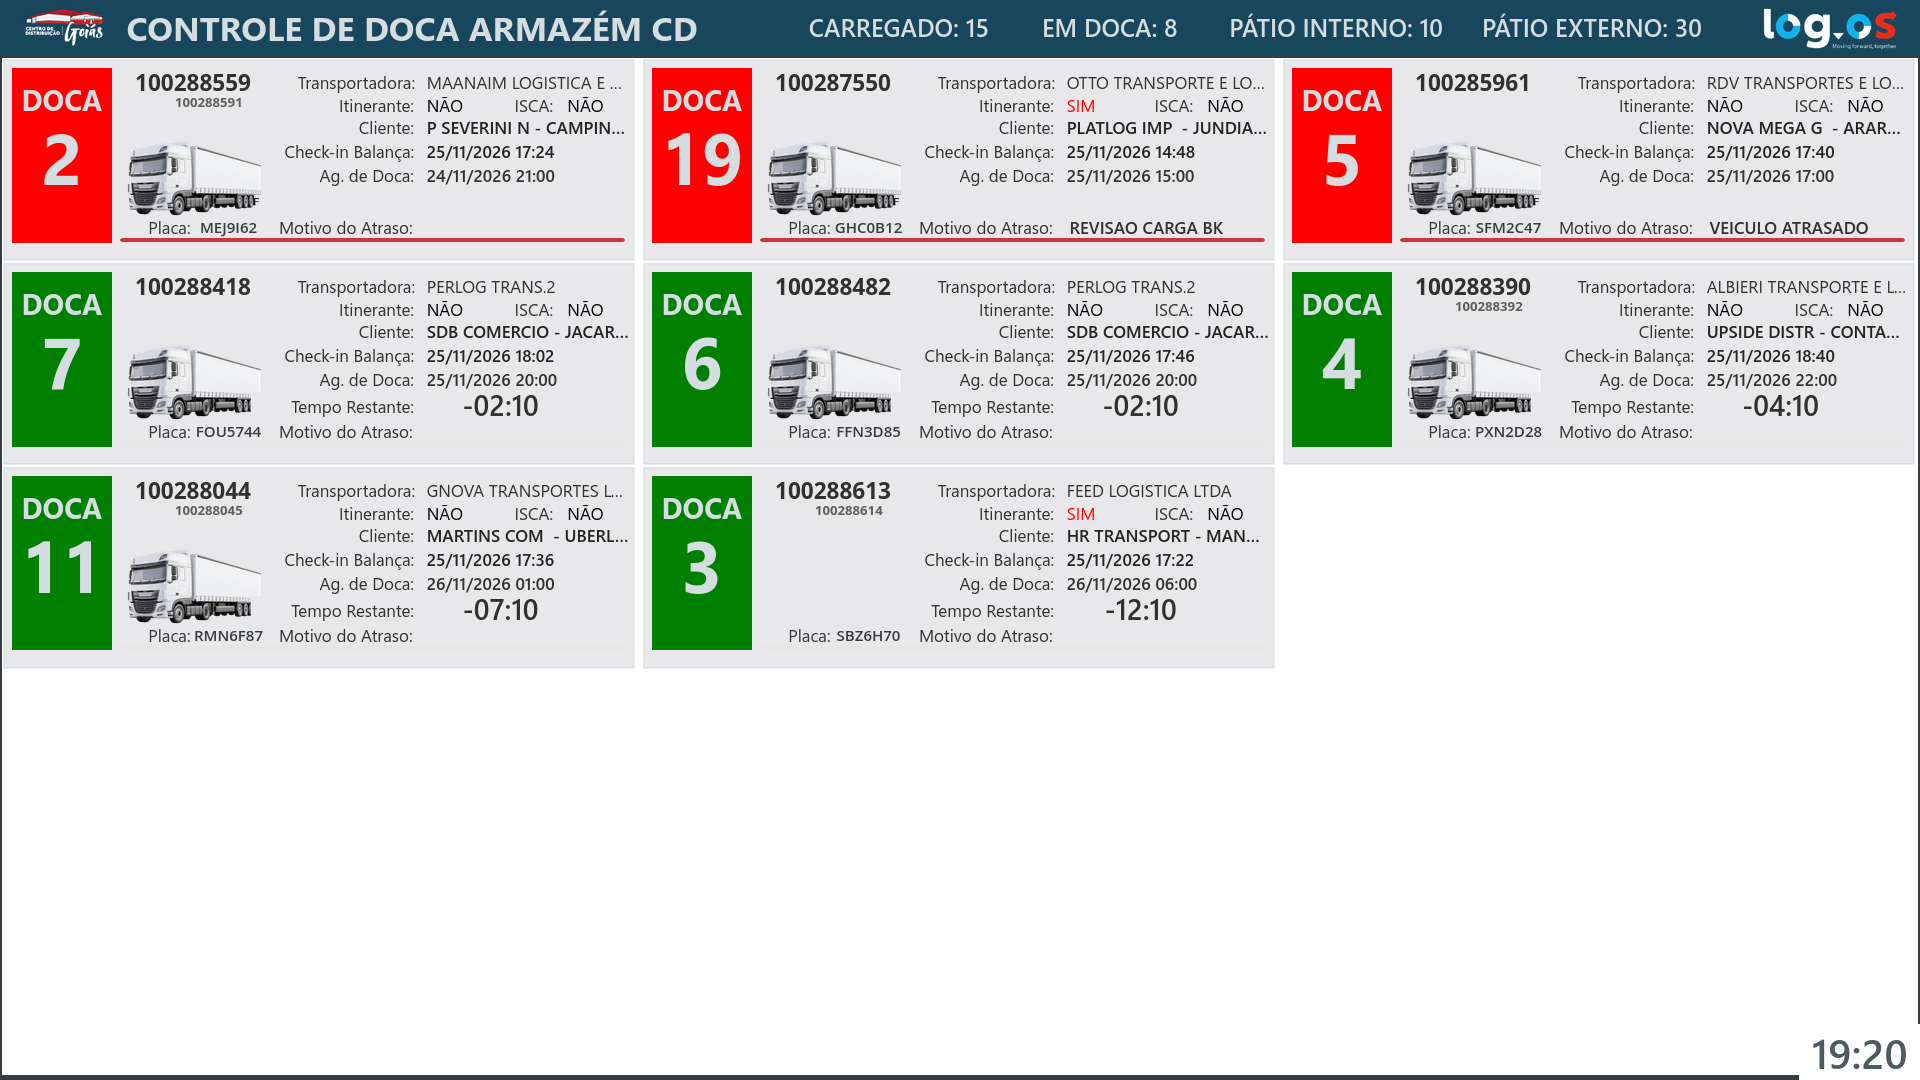 CENTRO DE DISTRIBUIÇÃO Goiás
CONTROLE DE DOCA ARMAZÉM CD
CARREGADO: 15
EM DOCA: 8
PÁTIO INTERNO: 10
PÁTIO EXTERNO: 30
log.os
Moving forward, together
DOCA
2
100288559
100288591
Transportadora: MAANAIM LOGISTICA E ...
Itinerante: NÃO ISCA: NÃO
Cliente: P SEVERINI N - CAMPIN...
Check-in Balança: 25/11/2026 17:24
Ag. de Doca: 24/11/2026 21:00
Placa: MEJ9I62 Motivo do Atraso:
DOCA
19
100287550
Transportadora: OTTO TRANSPORTE E LO...
Itinerante: SIM ISCA: NÃO
Cliente: PLATLOG IMP - JUNDIA...
Check-in Balança: 25/11/2026 14:48
Ag. de Doca: 25/11/2026 15:00
Placa: GHC0B12 Motivo do Atraso: REVISAO CARGA BK
DOCA
5
100285961
Transportadora: RDV TRANSPORTES E LO...
Itinerante: NÃO ISCA: NÃO
Cliente: NOVA MEGA G - ARAR...
Check-in Balança: 25/11/2026 17:40
Ag. de Doca: 25/11/2026 17:00
Placa: SFM2C47 Motivo do Atraso: VEICULO ATRASADO
DOCA
7
100288418
Transportadora: PERLOG TRANS.2
Itinerante: NÃO ISCA: NÃO
Cliente: SDB COMERCIO - JACAR...
Check-in Balança: 25/11/2026 18:02
Ag. de Doca: 25/11/2026 20:00
Tempo Restante: -02:10
Placa: FOU5744 Motivo do Atraso:
DOCA
6
100288482
Transportadora: PERLOG TRANS.2
Itinerante: NÃO ISCA: NÃO
Cliente: SDB COMERCIO - JACAR...
Check-in Balança: 25/11/2026 17:46
Ag. de Doca: 25/11/2026 20:00
Tempo Restante: -02:10
Placa: FFN3D85 Motivo do Atraso:
DOCA
4
100288390
100288392
Transportadora: ALBIERI TRANSPORTE E L...
Itinerante: NÃO ISCA: NÃO
Cliente: UPSIDE DISTR - CONTA...
Check-in Balança: 25/11/2026 18:40
Ag. de Doca: 25/11/2026 22:00
Tempo Restante: -04:10
Placa: PXN2D28 Motivo do Atraso:
DOCA
11
100288044
100288045
Transportadora: GNOVA TRANSPORTES L...
Itinerante: NÃO ISCA: NÃO
Cliente: MARTINS COM - UBERL...
Check-in Balança: 25/11/2026 17:36
Ag. de Doca: 26/11/2026 01:00
Tempo Restante: -07:10
Placa: RMN6F87 Motivo do Atraso:
DOCA
3
100288613
100288614
Transportadora: FEED LOGISTICA LTDA
Itinerante: SIM ISCA: NÃO
Cliente: HR TRANSPORT - MAN...
Check-in Balança: 25/11/2026 17:22
Ag. de Doca: 26/11/2026 06:00
Tempo Restante: -12:10
Placa: SBZ6H70 Motivo do Atraso:
19:20